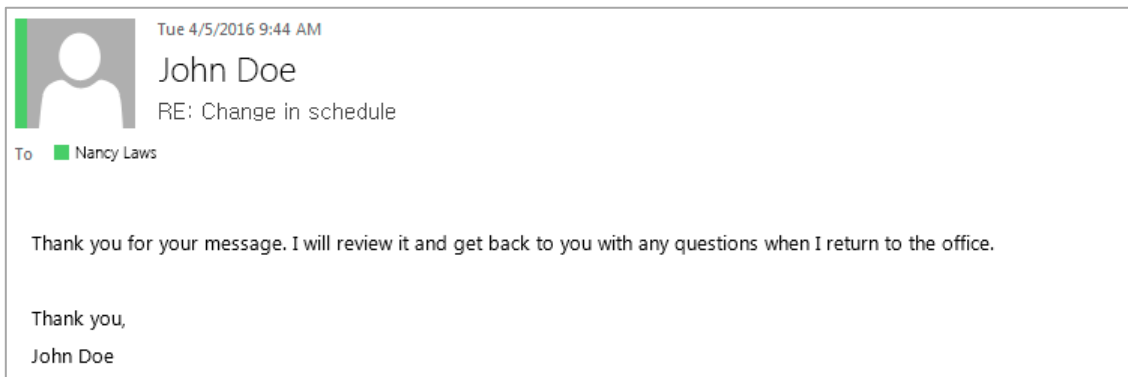 Tue 4/5/2016 9:44 AM
John Doe
RE: Change in schedule
To Nancy Laws
Thank you for your message. I will review it and get back to you with any questions when I return to the office.
Thank you,
John Doe